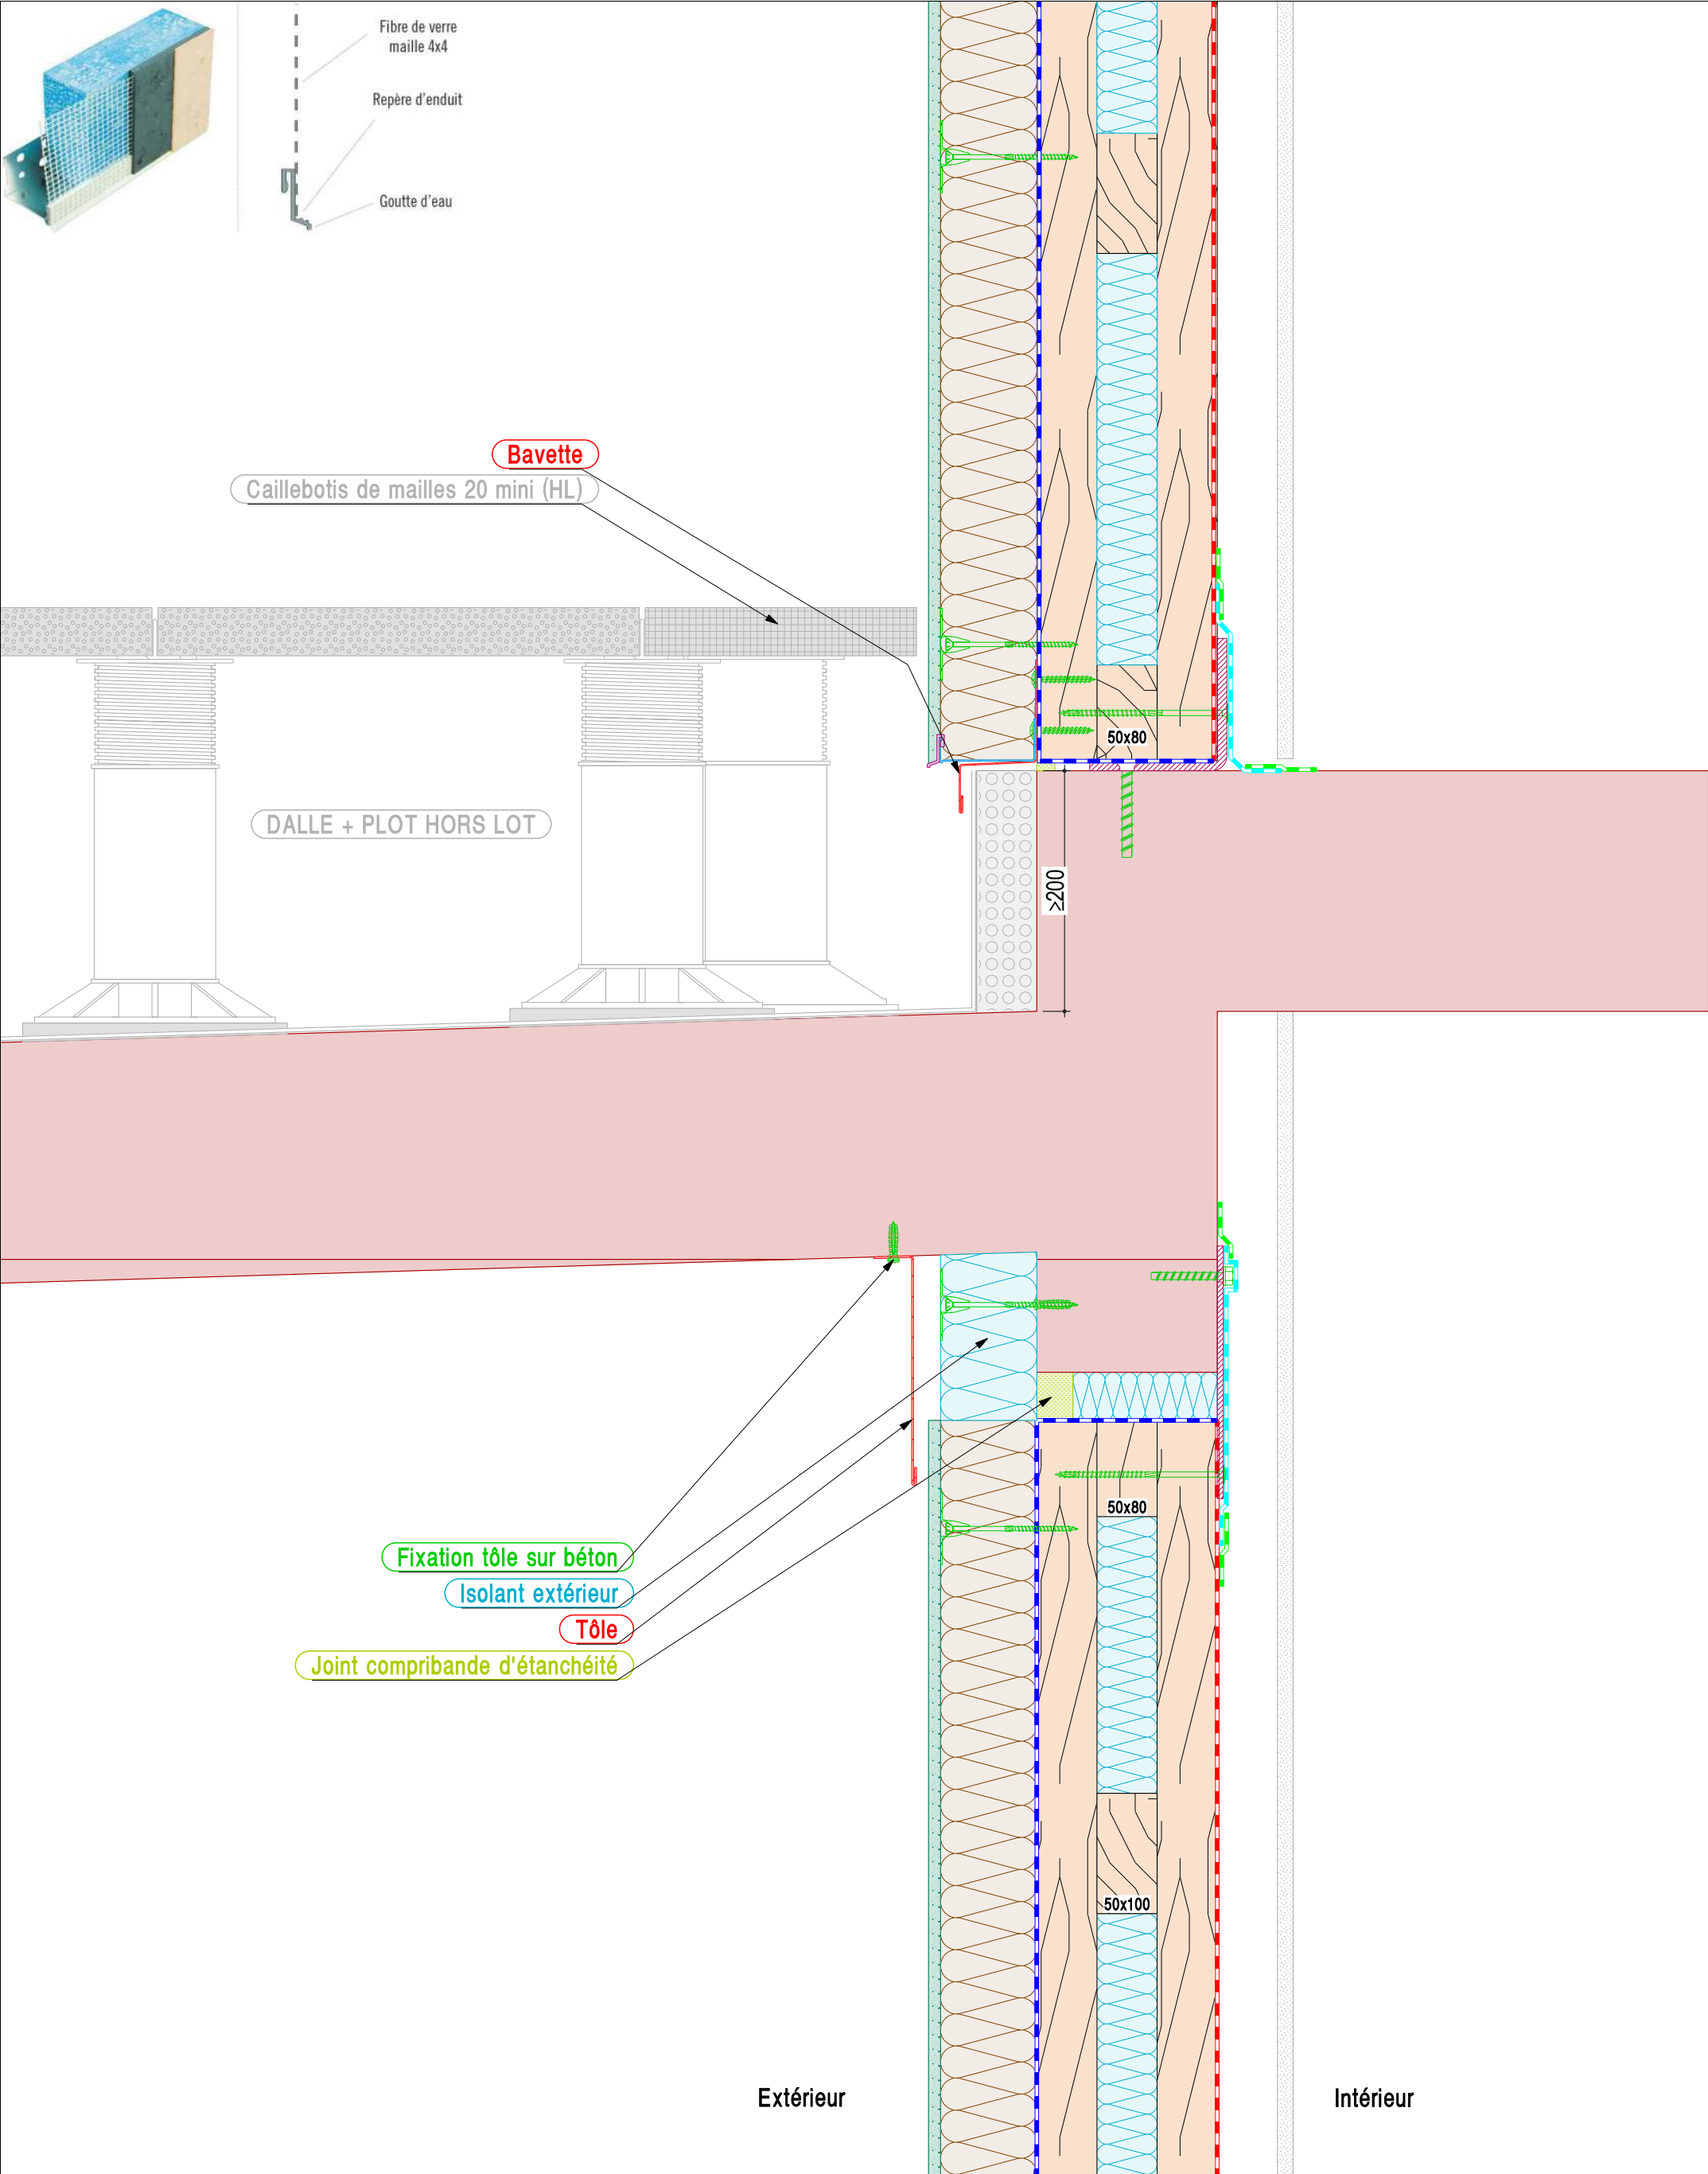 Fibre de verre
maille 4x4
Repère d'enduit
Goutte d'eau
Bavette
Caillebotis de mailles 20 mini (HL)
50x80
DALLE + PLOT HORS LOT
≥200
50x80
Fixation tôle sur béton
Isolant extérieur
Tôle
Joint compribande d'étanchéité
50x100
Extérieur
Intérieur